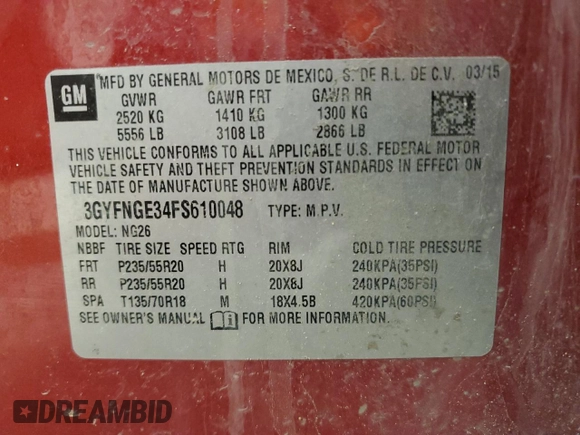 GM
MFD BY GENERAL MOTORS DE MEXICO, S. DE R.L. DE C.V. 03/15
GVWR GAWR FRT GAWR RR
2520 KG 1410 KG 1300 KG
5556 LB 3108 LB 2866 LB
THIS VEHICLE CONFORMS TO ALL APPLICABLE U.S. FEDERAL MOTOR
VEHICLE SAFETY AND THEFT PREVENTION STANDARDS IN EFFECT ON
THE DATE OF MANUFACTURE SHOWN ABOVE.
3GYFNGE34FS610048 TYPE: M.P.V.
MODEL: NG26
NBBF TIRE SIZE SPEED RTG RIM COLD TIRE PRESSURE
FRT P235/55R20 H 20X8J 240KPA(35PSI)
RR P235/55R20 H 20X8J 240KPA(35PSI)
SPA T135/70R18 M 18X4.5B 420KPA(60PSI)
SEE OWNER'S MANUAL FOR MORE INFORMATION.
DREAMBID